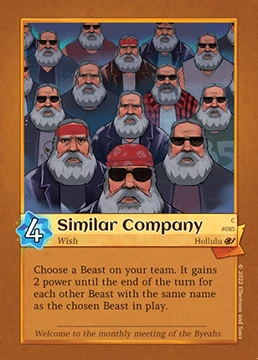 C
#085
4
Similar Company
Wish
Hollulu
Choose a Beast on your team. It gains
2 power until the end of the turn for
each other Beast with the same name
as the chosen Beast in play.
Welcome to the monthly meeting of the Byeahs.
© 2022 Elbertson and Sons